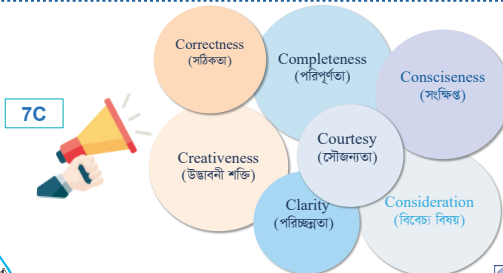 Correctness
(সঠিকতা)
Completeness
(পরিপূর্ণতা)
Consciseness
(সংক্ষিপ্ত)
7C
Creativeness
(উদ্ভাবনী শক্তি)
Courtesy
(সৌজন্যতা)
Clarity
(পরিচ্ছন্নতা)
Consideration
(বিবেচ্য বিষয়)